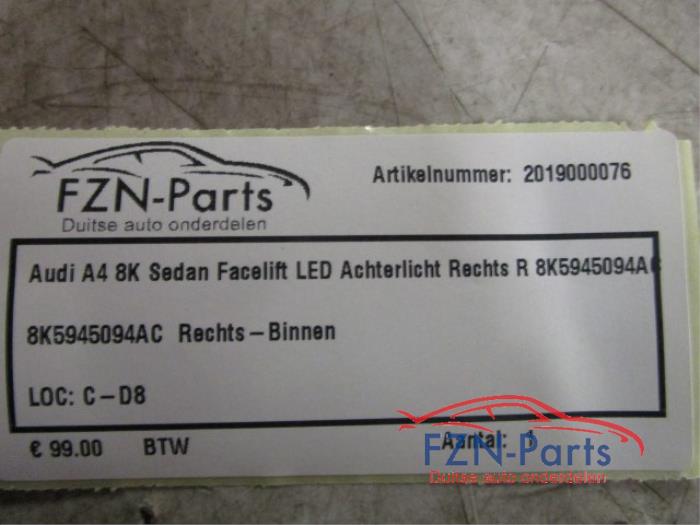 FZN-Parts
Duitse auto onderdelen
Artikelnummer: 2019000076
Audi A4 8K Sedan Facelift LED Achterlicht Rechts R 8K5945094AC
8K5945094AC Rechts-Binnen
LOC: C-D8
€ 99.00 BTW Aantal: 1
FZN-Parts
Duitse auto onderdelen